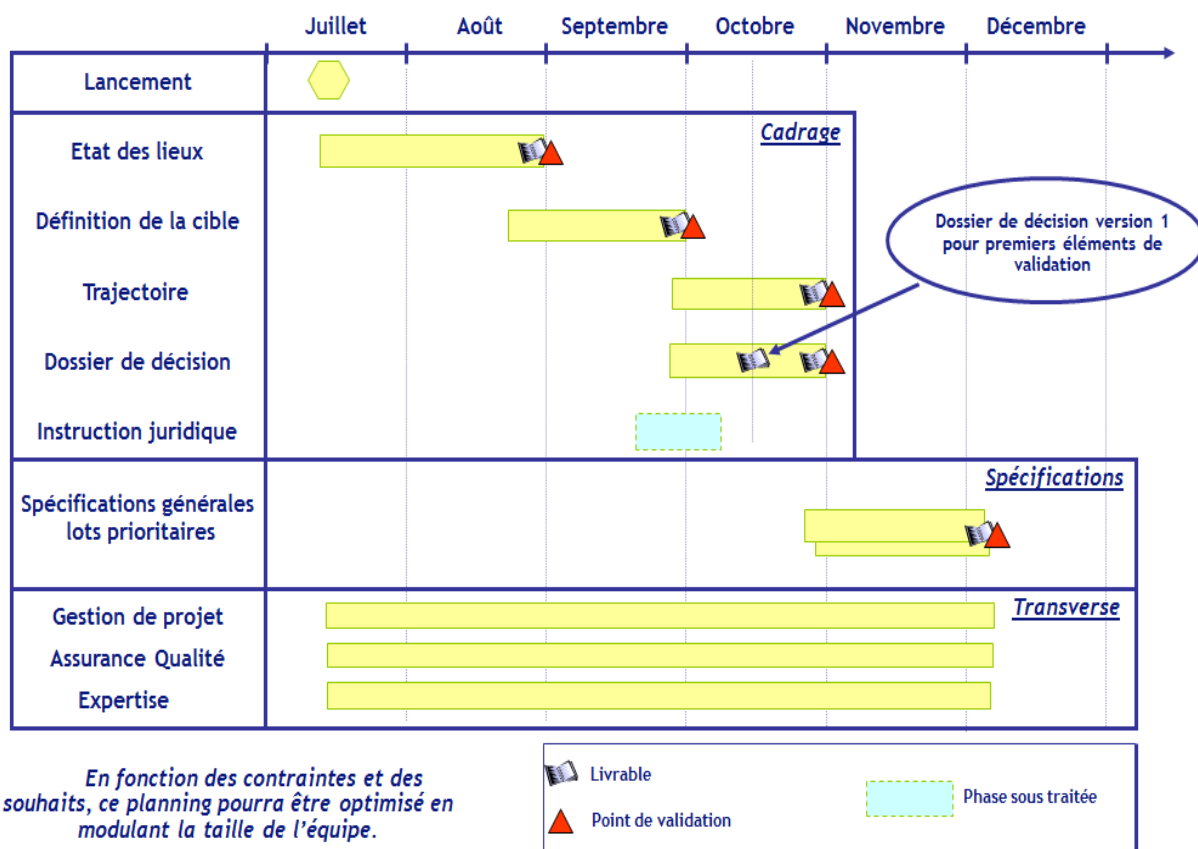 Juillet Août Septembre Octobre Novembre Décembre
Lancement
Cadrage
Etat des lieux
Définition de la cible
Dossier de décision version 1
pour premiers éléments de
validation
Trajectoire
Dossier de décision
Instruction juridique
Spécifications
Spécifications générales
lots prioritaires
Transverse
Gestion de projet
Assurance Qualité
Expertise
En fonction des contraintes et des
souhaits, ce planning pourra être optimisé en
modulant la taille de l'équipe.
Livrable
Point de validation
Phase sous traitée